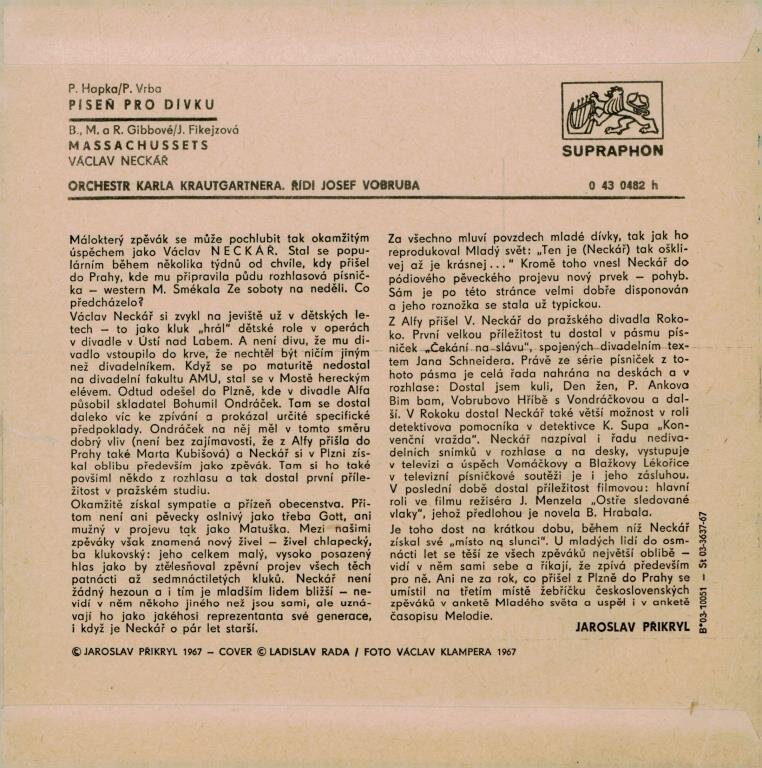 P. Hapka/P. Vrba
PÍSEŇ PRO DÍVKU
B., M. a R. Gibbové/J. Fikejzová
MASSACHUSSETS
VÁCLAV NECKÁŘ
SUPRAPHON
ORCHESTR KARLA KRAUTGARTNERA. ŘÍDÍ JOSEF VOBRUBA
0 43 0482 h
Málokterý zpěvák se může pochlubit tak okamžitým
úspěchem jako Václav NECKÁŘ. Stal se popu-
lárním během několika týdnů od chvíle, kdy přišel
do Prahy, kde mu připravila půdu rozhlasová písnič-
ka – western M. Smékala Ze soboty na neděli. Co
předcházelo?
Václav Neckář si zvykl na jeviště už v dětských le-
tech – to jako kluk „hrál" dětské role v operách
v divadle v Ústí nad Labem. A není divu, že mu di-
vadlo vstoupilo do krve, že nechtěl být ničím jiným
než divadelníkem. Když se po maturitě nedostal
na divadelní fakultu AMU, stal se v Mostě hereckým
elévem. Odtud odešel do Plzně, kde v divadle Alfa
působil skladatel Bohumil Ondráček. Tam se dostal
daleko víc ke zpívání a prokázal určité specifické
předpoklady. Ondráček na něj měl v tomto směru
dobrý vliv (není bez zajímavosti, že z Alfy přišla do
Prahy také Marta Kubišová) a Neckář si v Plzni zís-
kal oblibu především jako zpěvák. Tam si ho také
povšiml někdo z rozhlasu a tak dostal první příle-
žitost v pražském studiu.
Okamžitě získal sympatie a přízeň obecenstva. Při-
tom není ani pěvecky oslnivý jako třeba Gott, ani
mužný v projevu tak jako Matuška. Mezi našimi
zpěváky však znamená nový živel – živel chlapecký,
ba klukovský: jeho celkem malý, vysoko posazený
hlas jako by ztělesňoval zpěvní projev všech těch
patnácti až sedmnáctiletých kluků. Neckář není
žádný hezoun a i tím je mladším lidem bližší – ne-
vidí v něm někoho jiného než jsou sami, ale uzná-
vají ho jako jakéhosi reprezentanta své generace,
i když je Neckář o pár let starší.
Za všechno mluví povzdech mladé dívky, tak jak ho
reprodukoval Mladý svět: „Ten je (Neckář) tak oškli-
vej až je krásnej..." Kromě toho vnesl Neckář do
pódiového pěveckého projevu nový prvek – pohyb.
Sám je po této stránce velmi dobře disponován
a jeho roznožka se stala už typickou.
Z Alfy přišel V. Neckář do pražského divadla Roko-
ko. První velkou příležitost tu dostal v pásmu pís-
niček „Čekání na slávu", spojených divadelním tex-
tem Jana Schneidera. Právě ze série písniček z to-
hoto pásma je celá řada nahrána na deskách a v
rozhlase: Dostal jsem kuli, Den žen, P. Ankova
Bim bam, Vobrubovo Hříbě s Vondráčkovou a dal-
ší. V Rokoku dostal Neckář také větší možnost v roli
detektivova pomocníka v detektivce K. Supa „Kon-
venční vražda". Neckář nazpíval i řadu nediva-
delních snímků v rozhlase a na desky, vystupuje
v televizi a úspěch Vomáčkovy a Blažkovy Lékořice
v televizní písničkové soutěži je i jeho zásluhou.
V poslední době dostal příležitost filmovou: hlavní
roli ve filmu režiséra J. Menzela „Ostře sledované
vlaky", jehož předlohou je novela B. Hrabala.
Je toho dost na krátkou dobu, během níž Neckář
získal své „místo na slunci". U mladých lidí do osm-
nácti let se těší ze všech zpěváků největší oblibě –
vidí v něm sami sebe a říkají, že zpívá především
pro ně. Ani ne za rok, co přišel z Plzně do Prahy se
umístil na třetím místě žebříčku československých
zpěváků v anketě Mladého světa a uspěl i v anketě
časopisu Melodie.
JAROSLAV PŘIKRYL
B*03-10051 – St 03-3637-67
© JAROSLAV PŘIKRYL 1967 – COVER © LADISLAV RADA / FOTO VÁCLAV KLAMPERA 1967